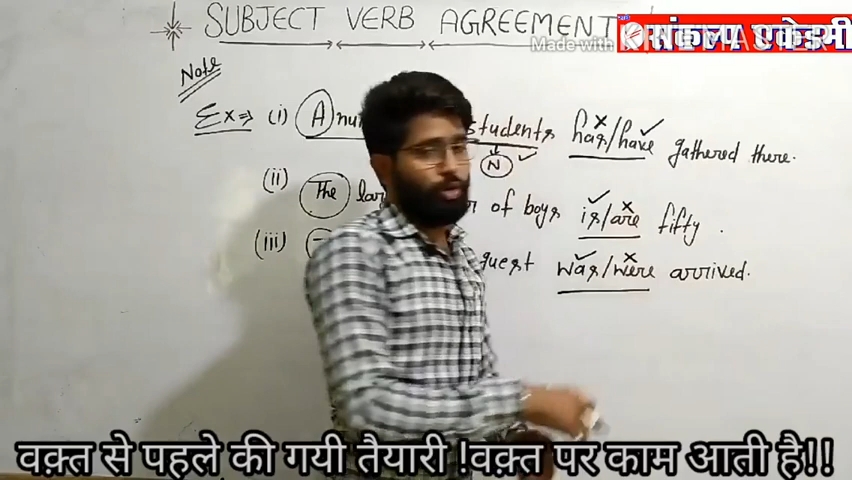 SUBJECT VERB AGREEMENT
संकल्प एकेडमी
Made with KINEMASTER
Note
Ex⇒ (i) A students has/have gathered there.
N
(ii) The of boys is/are fifty.
(iii) guest was/were arrived.
वक़्त से पहले की गयी तैयारी !वक़्त पर काम आती है!!